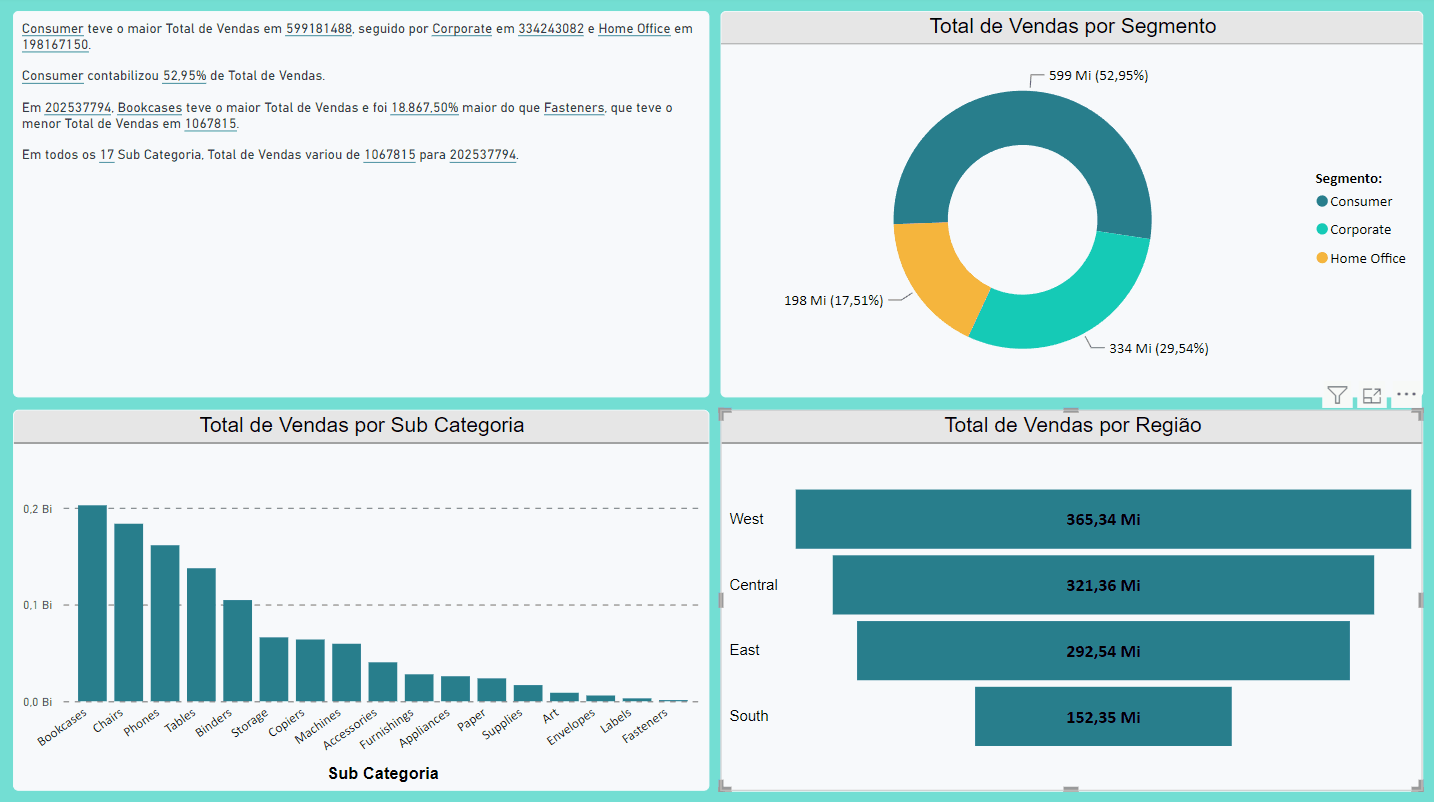 Consumer teve o maior Total de Vendas em 599181488, seguido por Corporate em 334243082 e Home Office em
198167150.
Consumer contabilizou 52,95% de Total de Vendas.
Em 202537794, Bookcases teve o maior Total de Vendas e foi 18.867,50% maior do que Fasteners, que teve o
menor Total de Vendas em 1067815.
Em todos os 17 Sub Categoria, Total de Vendas variou de 1067815 para 202537794.
Total de Vendas por Segmento
599 Mi (52,95%)
198 Mi (17,51%)
334 Mi (29,54%)
Segmento:
Consumer
Corporate
Home Office
Total de Vendas por Sub Categoria
0,2 Bi
0,1 Bi
0,0 Bi
Bookcases
Chairs
Phones
Tables
Binders
Storage
Copiers
Machines
Accessories
Furnishings
Appliances
Paper
Supplies
Art
Envelopes
Labels
Fasteners
Sub Categoria
Total de Vendas por Região
West
365,34 Mi
Central
321,36 Mi
East
292,54 Mi
South
152,35 Mi